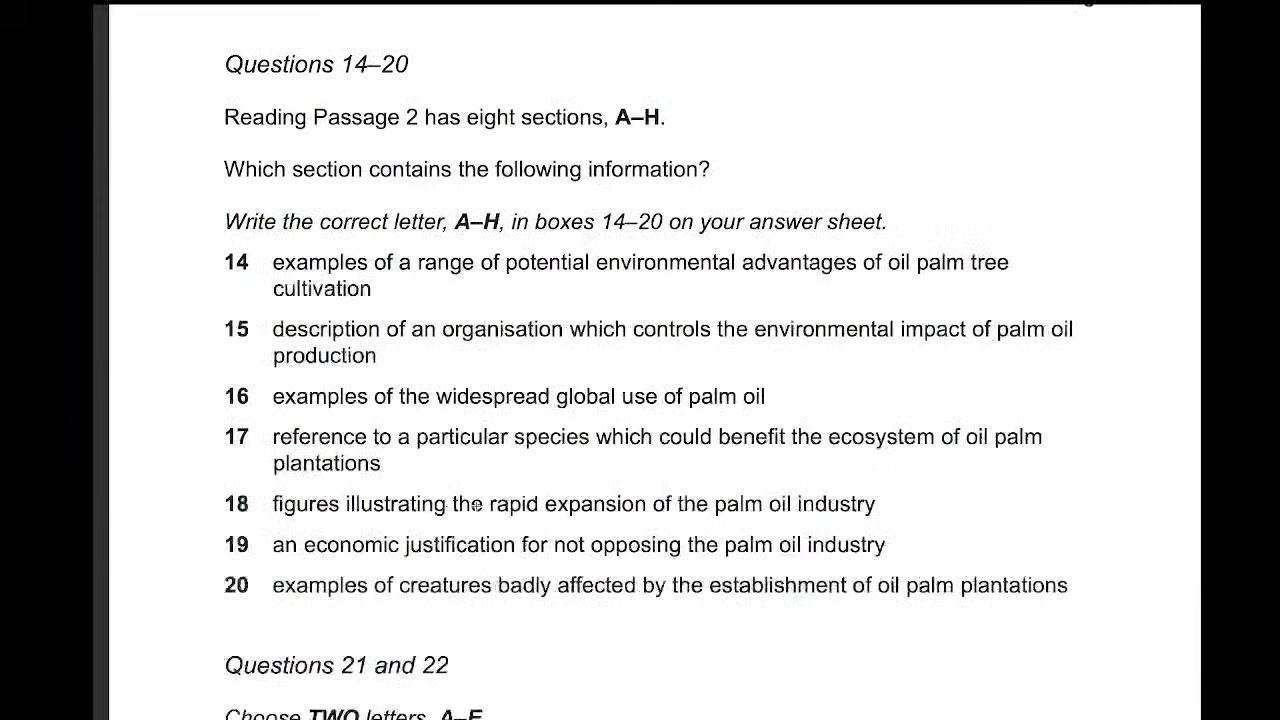 Questions 14–20
Reading Passage 2 has eight sections, A–H.
Which section contains the following information?
Write the correct letter, A–H, in boxes 14–20 on your answer sheet.
14 examples of a range of potential environmental advantages of oil palm tree
cultivation
15 description of an organisation which controls the environmental impact of palm oil
production
16 examples of the widespread global use of palm oil
17 reference to a particular species which could benefit the ecosystem of oil palm
plantations
18 figures illustrating the rapid expansion of the palm oil industry
19 an economic justification for not opposing the palm oil industry
20 examples of creatures badly affected by the establishment of oil palm plantations
Questions 21 and 22
Choose TWO letters, A–E.